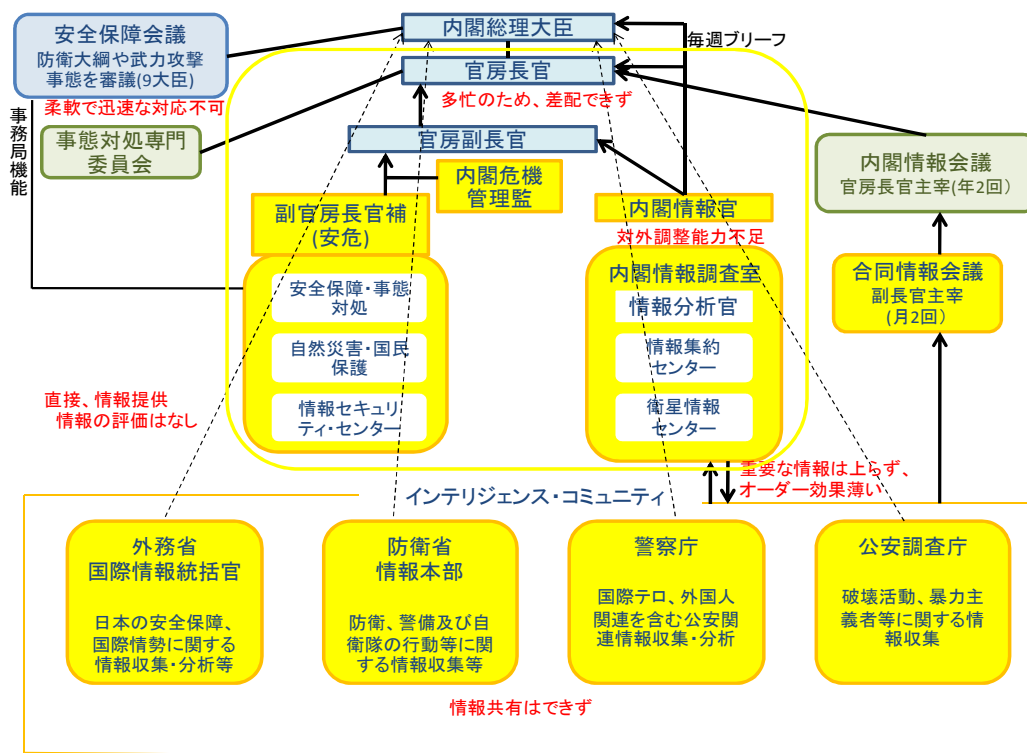 安全保障会議
防衛大綱や武力攻撃
事態を審議(9大臣)
柔軟で迅速な対応不可
事務局機能
事態対処専門
委員会
内閣総理大臣
官房長官
毎週ブリーフ
多忙のため、差配できず
官房副長官
内閣危機
管理監
副官房長官補
(安危)
内閣情報官
対外調整能力不足
内閣情報会議
官房長官主宰(年2回)
合同情報会議
副長官主宰
(月2回)
安全保障・事態
対処
自然災害・国民
保護
情報セキュリ
ティ・センター
内閣情報調査室
情報分析官
情報集約
センター
衛星情報
センター
直接、情報提供
情報の評価はなし
重要な情報は上らず、
オーダー効果薄い
インテリジェンス・コミュニティ
外務省
国際情報統括官
日本の安全保障、
国際情勢に関する
情報収集・分析等
防衛省
情報本部
防衛、警備及び自
衛隊の行動等に関
する情報収集等
警察庁
国際テロ、外国人
関連を含む公安関
連情報収集・分析
公安調査庁
破壊活動、暴力主
義者等に関する情
報収集
情報共有はできず